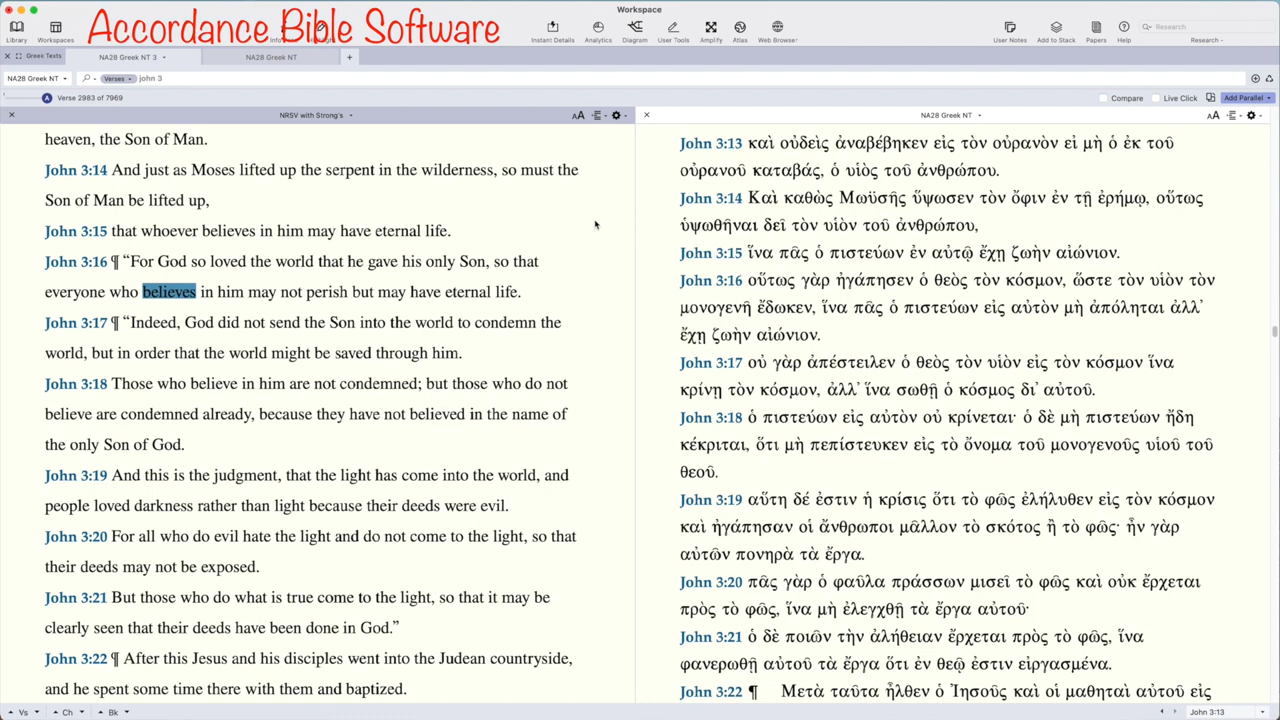 Workspace
Accordance Bible Software
Library
Workspaces
Instant Details
Analytics
Diagram
User Tools
Amplify
Atlas
Web Browser
User Notes
Add to Stack
Papers
Help
Research
Research
Greek Texts
NA28 Greek NT 3
NA28 Greek NT
NA28 Greek NT
Verses
john 3
Verse 2983 of 7969
Compare
Live Click
Add Parallel
NRSV with Strong's
heaven, the Son of Man.
John 3:14 And just as Moses lifted up the serpent in the wilderness, so must the
Son of Man be lifted up,
John 3:15 that whoever believes in him may have eternal life.
John 3:16 ¶ “For God so loved the world that he gave his only Son, so that
everyone who believes in him may not perish but may have eternal life.
John 3:17 ¶ “Indeed, God did not send the Son into the world to condemn the
world, but in order that the world might be saved through him.
John 3:18 Those who believe in him are not condemned; but those who do not
believe are condemned already, because they have not believed in the name of
the only Son of God.
John 3:19 And this is the judgment, that the light has come into the world, and
people loved darkness rather than light because their deeds were evil.
John 3:20 For all who do evil hate the light and do not come to the light, so that
their deeds may not be exposed.
John 3:21 But those who do what is true come to the light, so that it may be
clearly seen that their deeds have been done in God.”
John 3:22 ¶ After this Jesus and his disciples went into the Judean countryside,
and he spent some time there with them and baptized.
NA28 Greek NT
John 3:13 καὶ οὐδεὶς ἀναβέβηκεν εἰς τὸν οὐρανὸν εἰ μὴ ὁ ἐκ τοῦ
οὐρανοῦ καταβάς, ὁ υἱὸς τοῦ ἀνθρώπου.
John 3:14 Καὶ καθὼς Μωϋσῆς ὕψωσεν τὸν ὄφιν ἐν τῇ ἐρήμῳ, οὕτως
ὑψωθῆναι δεῖ τὸν υἱὸν τοῦ ἀνθρώπου,
John 3:15 ἵνα πᾶς ὁ πιστεύων ἐν αὐτῷ ἔχῃ ζωὴν αἰώνιον.
John 3:16 οὕτως γὰρ ἠγάπησεν ὁ θεὸς τὸν κόσμον, ὥστε τὸν υἱὸν τὸν
μονογενῆ ἔδωκεν, ἵνα πᾶς ὁ πιστεύων εἰς αὐτὸν μὴ ἀπόληται ἀλλ’
ἔχῃ ζωὴν αἰώνιον.
John 3:17 οὐ γὰρ ἀπέστειλεν ὁ θεὸς τὸν υἱὸν εἰς τὸν κόσμον ἵνα
κρίνῃ τὸν κόσμον, ἀλλ’ ἵνα σωθῇ ὁ κόσμος δι’ αὐτοῦ.
John 3:18 ὁ πιστεύων εἰς αὐτὸν οὐ κρίνεται· ὁ δὲ μὴ πιστεύων ἤδη
κέκριται, ὅτι μὴ πεπίστευκεν εἰς τὸ ὄνομα τοῦ μονογενοῦς υἱοῦ τοῦ
θεοῦ.
John 3:19 αὕτη δέ ἐστιν ἡ κρίσις ὅτι τὸ φῶς ἐλήλυθεν εἰς τὸν κόσμον
καὶ ἠγάπησαν οἱ ἄνθρωποι μᾶλλον τὸ σκότος ἢ τὸ φῶς· ἦν γὰρ
αὐτῶν πονηρὰ τὰ ἔργα.
John 3:20 πᾶς γὰρ ὁ φαῦλα πράσσων μισεῖ τὸ φῶς καὶ οὐκ ἔρχεται
πρὸς τὸ φῶς, ἵνα μὴ ἐλεγχθῇ τὰ ἔργα αὐτοῦ·
John 3:21 ὁ δὲ ποιῶν τὴν ἀλήθειαν ἔρχεται πρὸς τὸ φῶς, ἵνα
φανερωθῇ αὐτοῦ τὰ ἔργα ὅτι ἐν θεῷ ἐστιν εἰργασμένα.
John 3:22 ¶ Μετὰ ταῦτα ἦλθεν ὁ Ἰησοῦς καὶ οἱ μαθηταὶ αὐτοῦ εἰς
Vs
Ch
Bk
John 3:13